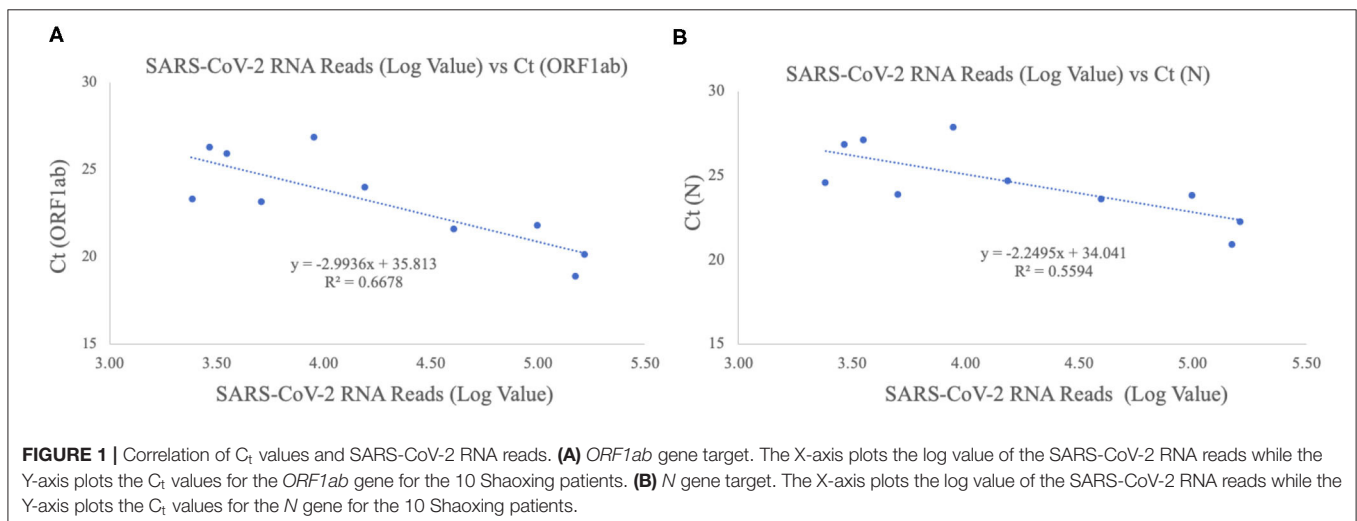 A
SARS-CoV-2 RNA Reads (Log Value) vs Ct (ORF1ab)
30
25
20
15
Ct (ORF1ab)
y = -2.9936x + 35.813
R² = 0.6678
3.00 3.50 4.00 4.50 5.00 5.50
SARS-CoV-2 RNA Reads (Log Value)
B
SARS-CoV-2 RNA Reads (Log Value) vs Ct (N)
30
25
20
15
Ct (N)
y = -2.2495x + 34.041
R² = 0.5594
3.00 3.50 4.00 4.50 5.00 5.50
SARS-CoV-2 RNA Reads (Log Value)
FIGURE 1 | Correlation of Ct values and SARS-CoV-2 RNA reads. (A) ORF1ab gene target. The X-axis plots the log value of the SARS-CoV-2 RNA reads while the
Y-axis plots the Ct values for the ORF1ab gene for the 10 Shaoxing patients. (B) N gene target. The X-axis plots the log value of the SARS-CoV-2 RNA reads while the
Y-axis plots the Ct values for the N gene for the 10 Shaoxing patients.